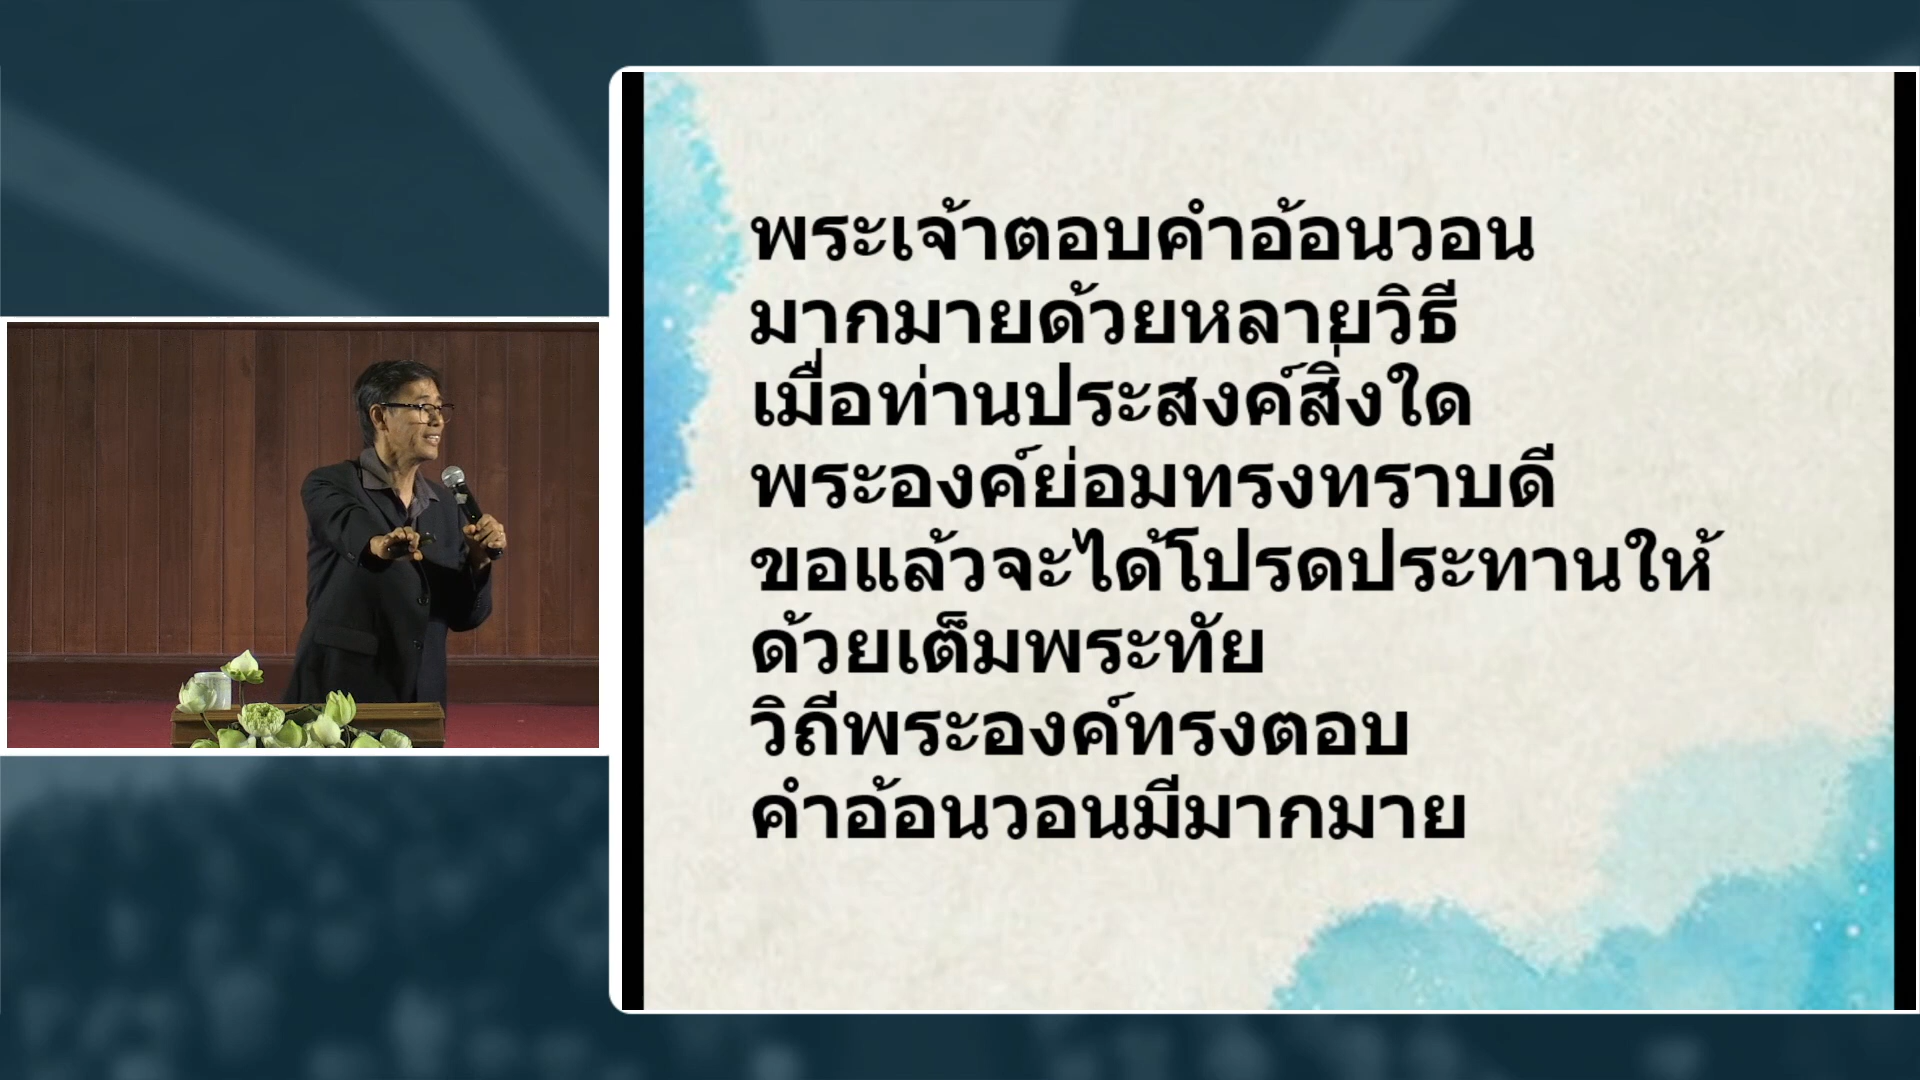 พระเจ้าตอบคำอ้อนวอน
มากมายด้วยหลายวิธี
เมื่อท่านประสงค์สิ่งใด
พระองค์ย่อมทรงทราบดี
ขอแล้วจะได้โปรดประทานให้
ด้วยเต็มพระทัย
วิถีพระองค์ทรงตอบ
คำอ้อนวอนมีมากมาย